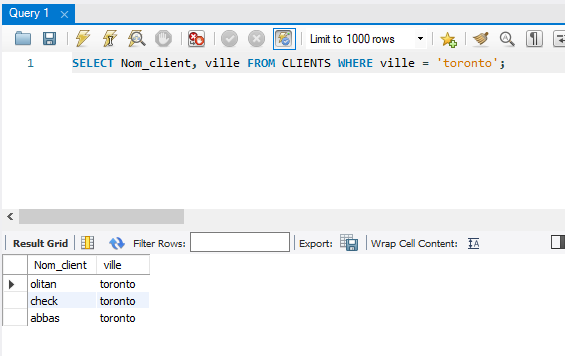 Query 1
Limit to 1000 rows
1 SELECT Nom_client, ville FROM CLIENTS WHERE ville = 'toronto';
Result Grid Filter Rows: Export: Wrap Cell Content:
Nom_client ville
olitan toronto
check toronto
abbas toronto